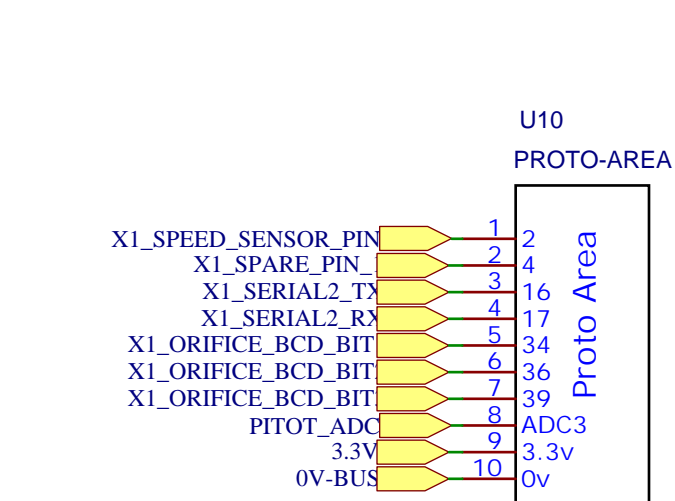 U10
PROTO-AREA
X1_SPEED_SENSOR_PIN 1 2
X1_SPARE_PIN_ 2 4
X1_SERIAL2_TX 3 16
X1_SERIAL2_RX 4 17
X1_ORIFICE_BCD_BIT 5 34
X1_ORIFICE_BCD_BIT 6 36
X1_ORIFICE_BCD_BIT 7 39
PITOT_ADC 8 ADC3
3.3V 9 3.3v
0V-BUS 10 0v
Proto Area